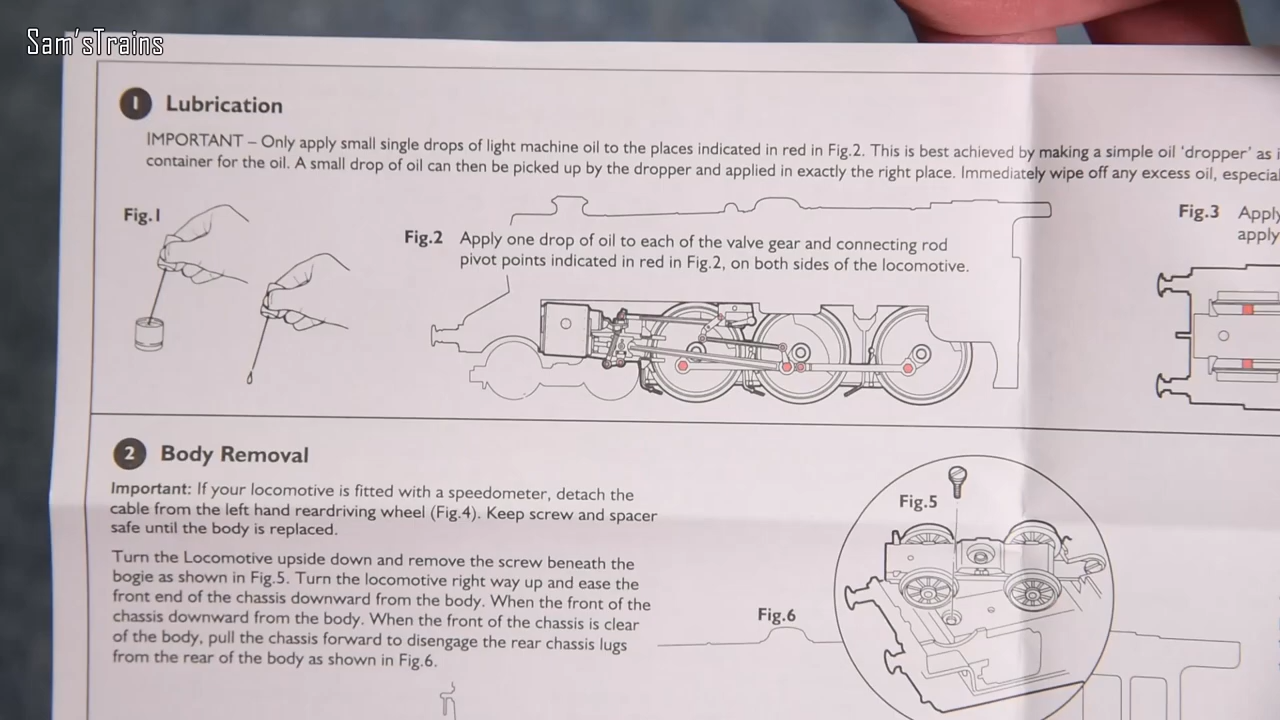 Sam'sTrains
1 Lubrication
IMPORTANT – Only apply small single drops of light machine oil to the places indicated in red in Fig.2. This is best achieved by making a simple oil 'dropper' as
container for the oil. A small drop of oil can then be picked up by the dropper and applied in exactly the right place. Immediately wipe off any excess oil,
Fig.1
Fig.2 Apply one drop of oil to each of the valve gear and connecting rod
pivot points indicated in red in Fig.2, on both sides of the locomotive.
Fig.3
2 Body Removal
Important: If your locomotive is fitted with a speedometer, detach the
cable from the left hand reardriving wheel (Fig.4). Keep screw and spacer
safe until the body is replaced.
Turn the Locomotive upside down and remove the screw beneath the
bogie as shown in Fig.5. Turn the locomotive right way up and ease the
front end of the chassis downward from the body. When the front of the
chassis downward from the body. When the front of the chassis is clear
of the body, pull the chassis forward to disengage the rear chassis lugs
from the rear of the body as shown in Fig.6.
Fig.5
Fig.6